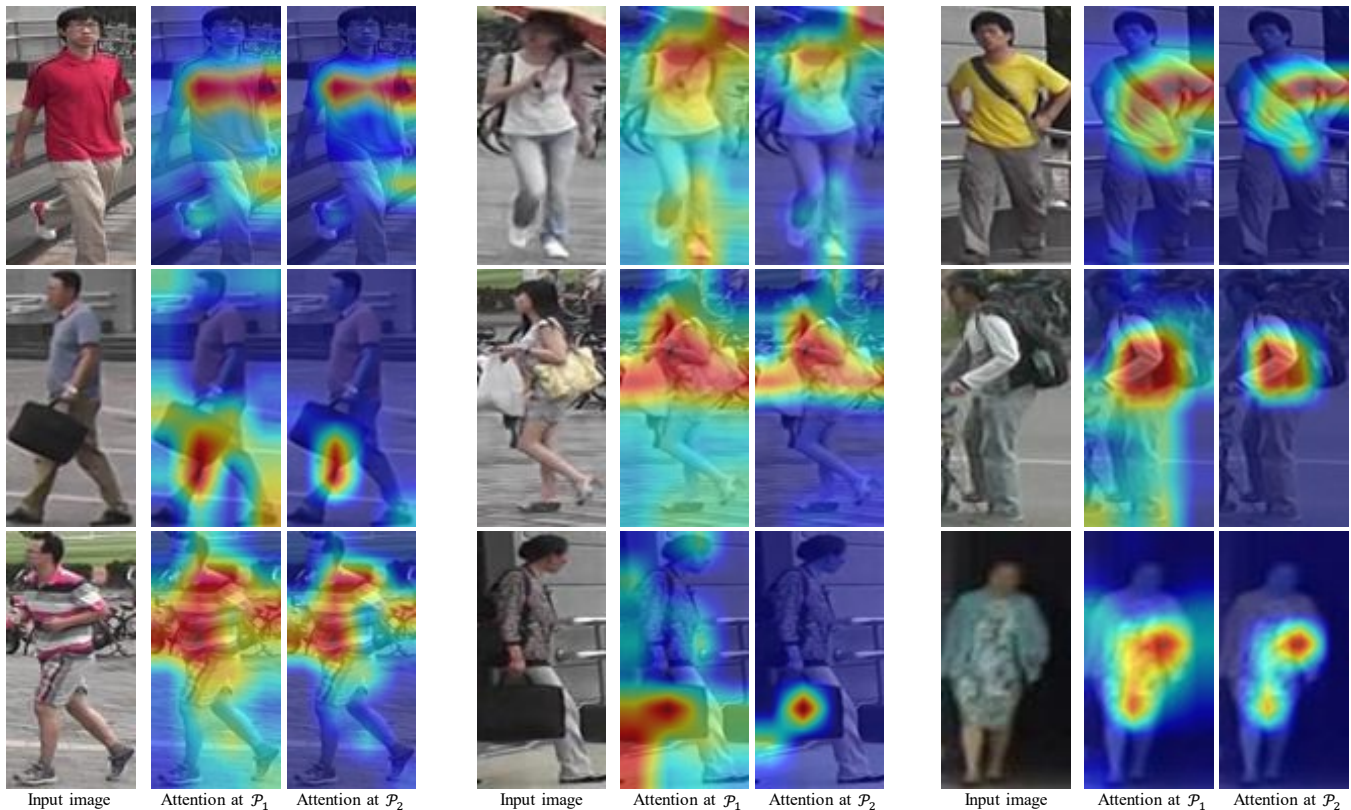 Input image Attention at 𝒫₁ Attention at 𝒫₂ Input image Attention at 𝒫₁ Attention at 𝒫₂ Input image Attention at 𝒫₁ Attention at 𝒫₂